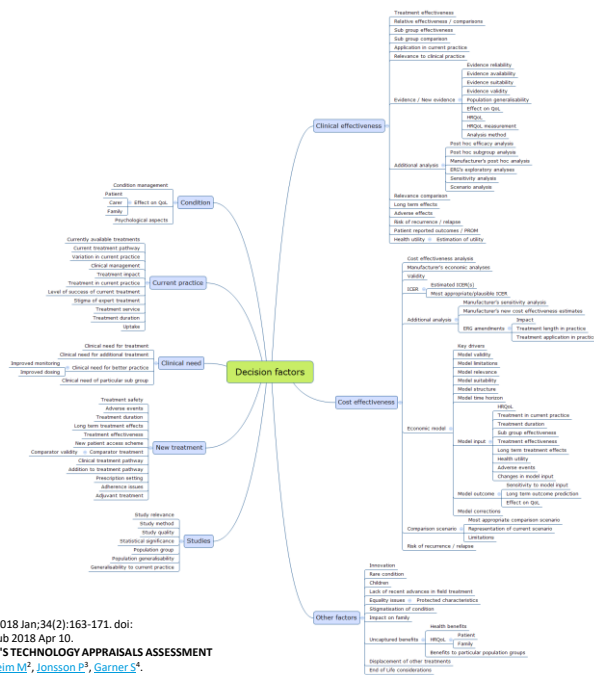 Decision factors
Condition
Condition management
Patient
Carer
Family
Effect on QoL
Psychological aspects
Current practice
Currently available treatments
Current treatment pathway
Variation in current practice
Clinical management
Treatment impact
Treatment in current practice
Level of success of current treatment
Stigma of expert treatment
Treatment service
Treatment duration
Uptake
Clinical need
Clinical need for treatment
Clinical need for additional treatment
Improved monitoring
Improved dosing
Clinical need for better practice
Clinical need of particular sub group
New treatment
Treatment safety
Adverse events
Treatment duration
Long term treatment effects
Treatment effectiveness
New patient access scheme
Comparator validity
Comparator treatment
Clinical treatment pathway
Addition to treatment pathway
Prescription setting
Adherence issues
Adjuvant treatment
Studies
Study relevance
Study method
Study quality
Statistical significance
Population group
Population generalisability
Generalisability to current practice
Clinical effectiveness
Treatment effectiveness
Relative effectiveness / comparisons
Sub group effectiveness
Sub group comparison
Application in current practice
Relevance to clinical practice
Evidence / New evidence
Evidence reliability
Evidence availability
Evidence suitability
Evidence validity
Population generalisability
Effect on QoL
HRQoL
HRQoL measurement
Analysis method
Additional analysis
Post hoc efficacy analysis
Post hoc subgroup analysis
Manufacturer's post hoc analysis
ERG's exploratory analyses
Sensitivity analysis
Scenario analysis
Relevance comparison
Long term effects
Adverse effects
Risk of recurrence / relapse
Patient reported outcomes / PROM
Health utility
Estimation of utility
Cost effectiveness
Cost effectiveness analysis
Manufacturer's economic analyses
Validity
ICER
Estimated ICER(s)
Most appropriate/plausible ICER
Additional analysis
Manufacturer's sensitivity analysis
Manufacturer's new cost effectiveness estimates
ERG amendments
Impact
Treatment length in practice
Treatment application in practic
Economic model
Key drivers
Model validity
Model limitations
Model relevance
Model suitability
Model structure
Model time horizon
Model input
HRQoL
Treatment in current practice
Treatment duration
Sub group effectiveness
Treatment effectiveness
Long term treatment effects
Health utility
Adverse events
Changes in model input
Model outcome
Sensitivity to model input
Long term outcome prediction
Effect on QoL
Model corrections
Comparison scenario
Most appropriate comparison scenario
Representation of current scenario
Limitations
Risk of recurrence / relapse
Other factors
Innovation
Rare condition
Children
Lack of recent advances in field treatment
Equality issues
Protected characteristics
Stigmatisation of condition
Impact on family
Uncaptured benefits
Health benefits
HRQoL
Patient
Family
Benefits to particular population groups
Displacement of other treatments
End of Life considerations
018 Jan;34(2):163-171. doi:
ub 2018 Apr 10.
'S TECHNOLOGY APPRAISALS ASSESSMENT
eim M², Jonsson P³, Garner S⁴.